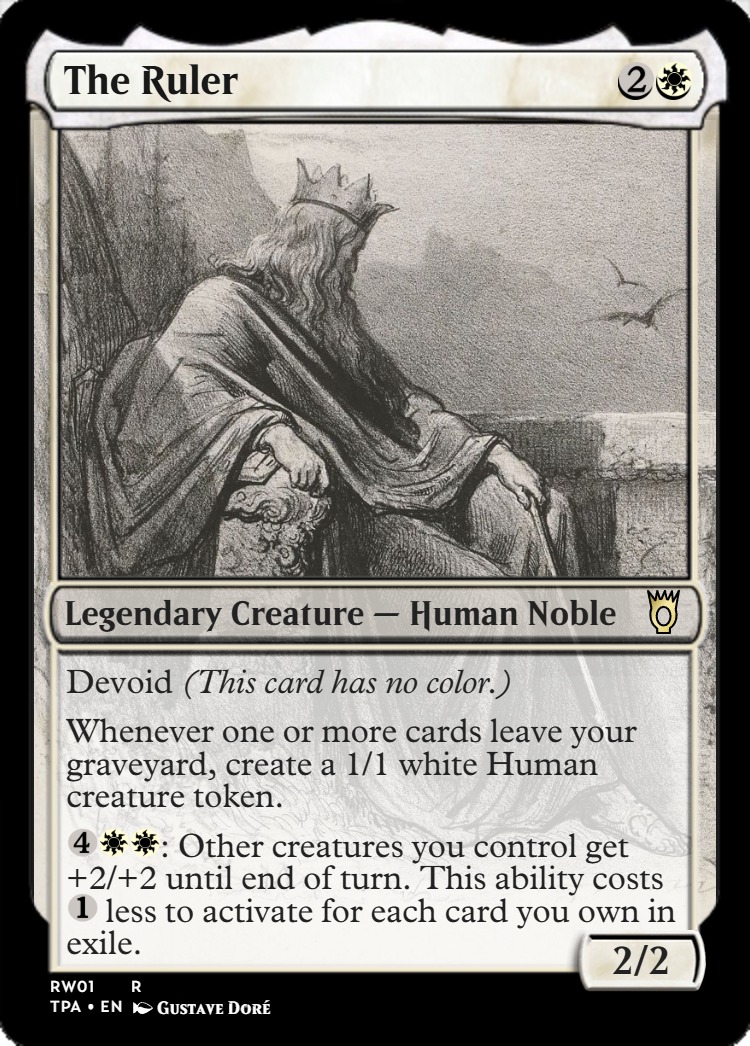 The Ruler 2
Legendary Creature — Human Noble
Devoid (This card has no color.)
Whenever one or more cards leave your
graveyard, create a 1/1 white Human
creature token.
4: Other creatures you control get
+2/+2 until end of turn. This ability costs
1 less to activate for each card you own in
exile.
2/2
RW01 R
TPA • EN Gustave Doré